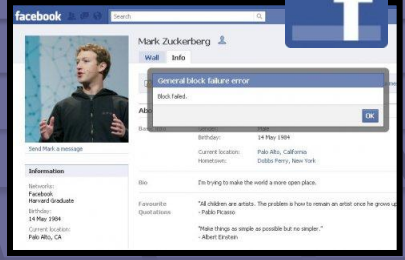 facebook
Search
Mark Zuckerberg
Wall Info
General block failure error
Block failed.
OK
Birthday: 14 May 1984
Current location: Palo Alto, California
Hometown: Dobbs Ferry, New York
Send Mark a message
Information
Networks:
Facebook
Harvard Graduate
Birthday:
14 May 1984
Current location:
Palo Alto, CA
Bio I'm trying to make the world a more open place.
Favourite Quotations
"All children are artists. The problem is how to remain an artist once he grows up
- Pablo Picasso
"Make things as simple as possible but no simpler."
- Albert Einstein